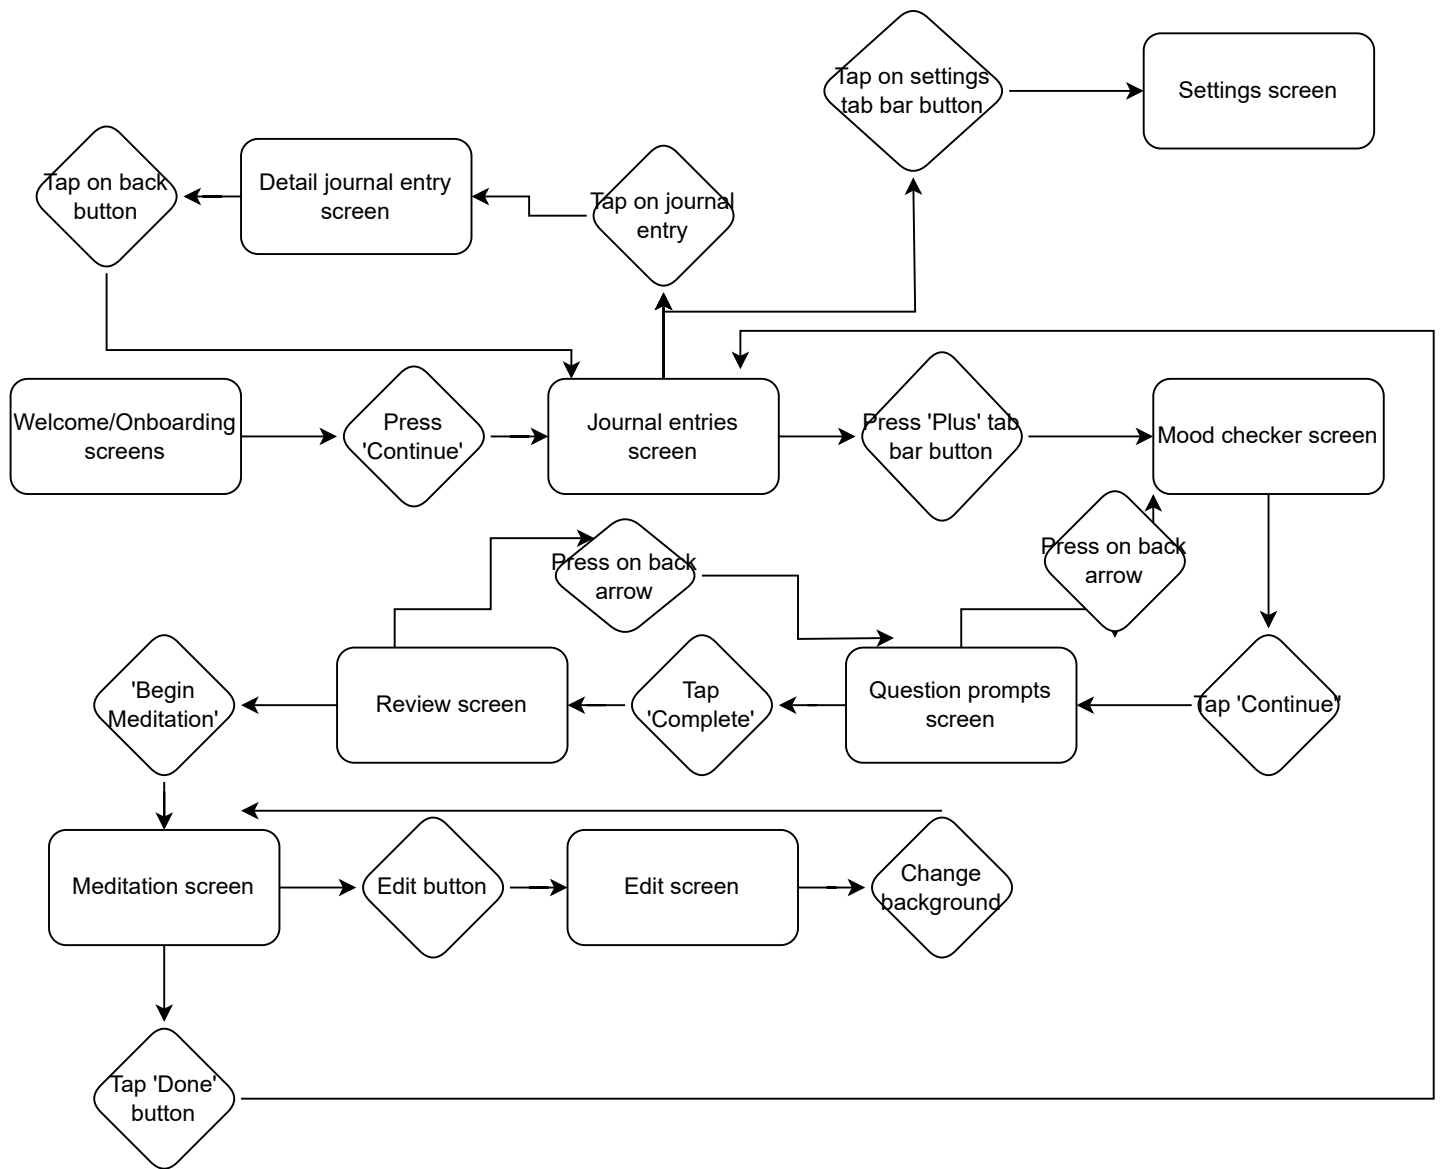 Tap on settings
tab bar button
Settings screen
Tap on back
button
Detail journal entry
screen
Tap on journal
entry
Welcome/Onboarding
screens
Press
'Continue'
Journal entries
screen
Press 'Plus' tab
bar button
Mood checker screen
Press on back
arrow
Press on back
arrow
'Begin
Meditation'
Review screen
Tap
'Complete'
Question prompts
screen
Tap 'Continue"
Meditation screen
Edit button
Edit screen
Change
background
Tap 'Done'
button